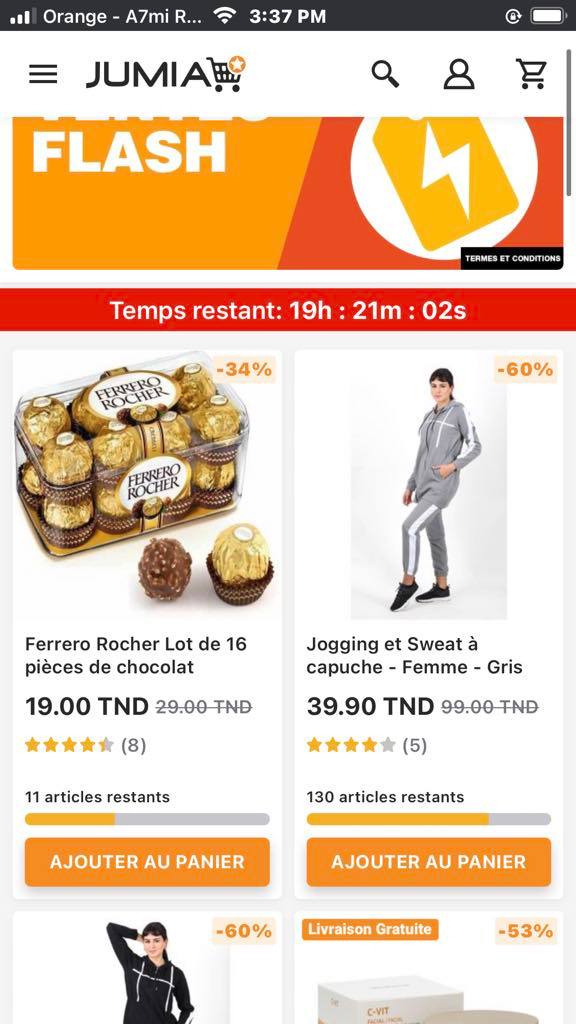 Orange - A7mi R... 3:37 PM
JUMIA
VENTES
FLASH
TERMES ET CONDITIONS
Temps restant: 19h : 21m : 02s
-34%
FERRERO
ROCHER
FERRERO
ROCHER
Ferrero Rocher Lot de 16
pièces de chocolat
19.00 TND 29.00 TND
(8)
11 articles restants
AJOUTER AU PANIER
-60%
Jogging et Sweat à
capuche - Femme - Gris
39.90 TND 99.00 TND
(5)
130 articles restants
AJOUTER AU PANIER
-60%
Livraison Gratuite
-53%
C-VIT